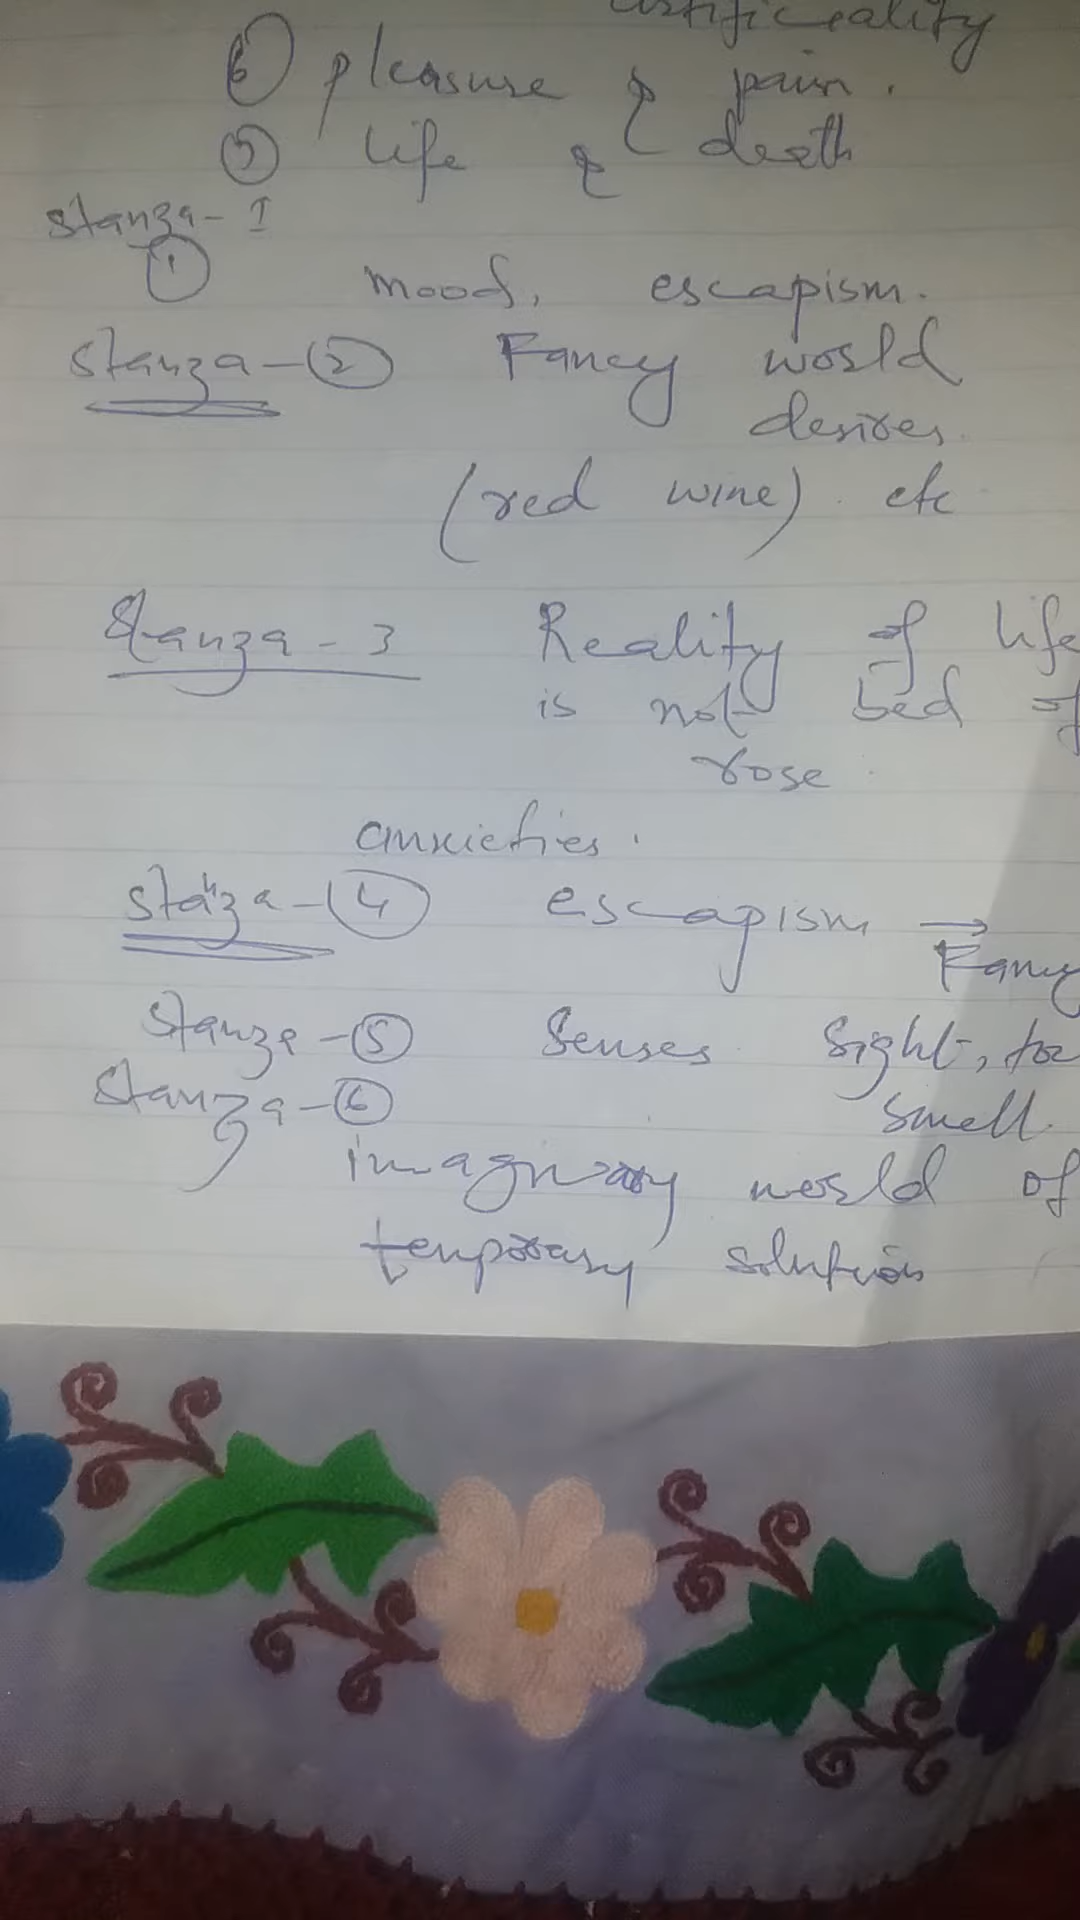 artificeality
⑥ pleasure & pain.
⑦ life & death
stanza - I
① mood, escapism.
stanza - ② Fancy world
desires
(red wine) etc
stanza - 3 Reality of life
is not bed of
rose
anxieties.
stanza - ④ escapism →
Fancy
stanza - ⑤ Senses Sight,
stanza - ⑥ smell.
imaginary world of
temporary solution